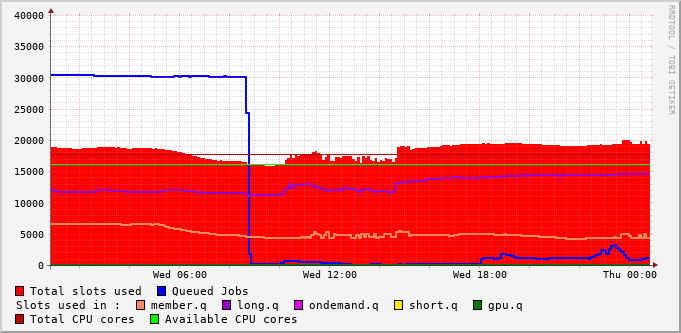 40000
35000
30000
25000
20000
15000
10000
5000
0
Wed 06:00 Wed 12:00 Wed 18:00 Thu 00:00
RRDTOOL / TOBI OETIKER
Total slots used Queued Jobs
Slots used in : member.q long.q ondemand.q short.q gpu.q
Total CPU cores Available CPU cores